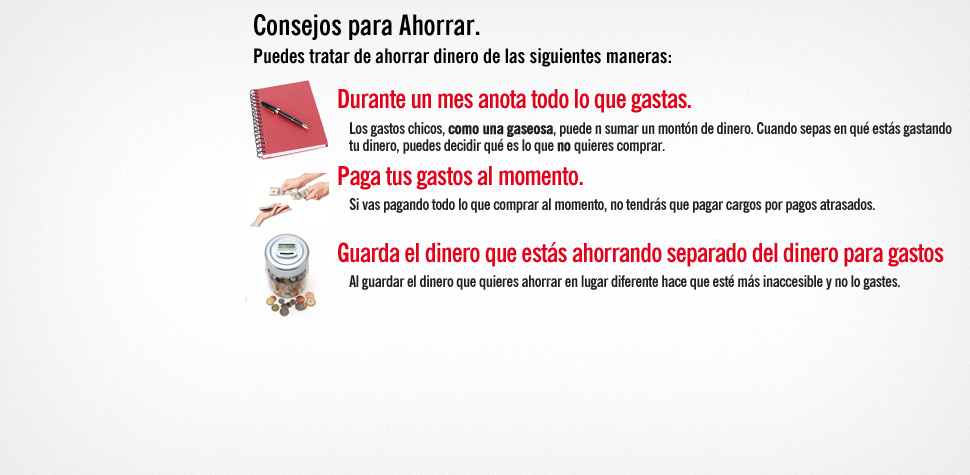 Consejos para Ahorrar.
Puedes tratar de ahorrar dinero de las siguientes maneras:
Durante un mes anota todo lo que gastas.
Los gastos chicos, como una gaseosa, puede n sumar un montón de dinero. Cuando sepas en qué estás gastando
tu dinero, puedes decidir qué es lo que no quieres comprar.
Paga tus gastos al momento.
Si vas pagando todo lo que comprar al momento, no tendrás que pagar cargos por pagos atrasados.
Guarda el dinero que estás ahorrando separado del dinero para gastos
Al guardar el dinero que quieres ahorrar en lugar diferente hace que esté más inaccesible y no lo gastes.